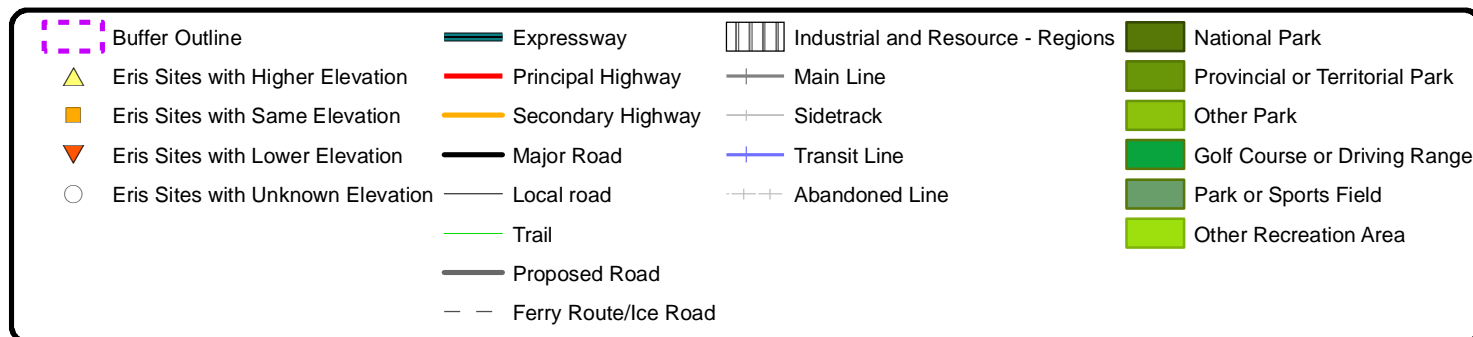 Buffer Outline
Eris Sites with Higher Elevation
Eris Sites with Same Elevation
Eris Sites with Lower Elevation
Eris Sites with Unknown Elevation
Expressway
Principal Highway
Secondary Highway
Major Road
Local road
Trail
Proposed Road
Ferry Route/Ice Road
Industrial and Resource - Regions
Main Line
Sidetrack
Transit Line
Abandoned Line
National Park
Provincial or Territorial Park
Other Park
Golf Course or Driving Range
Park or Sports Field
Other Recreation Area